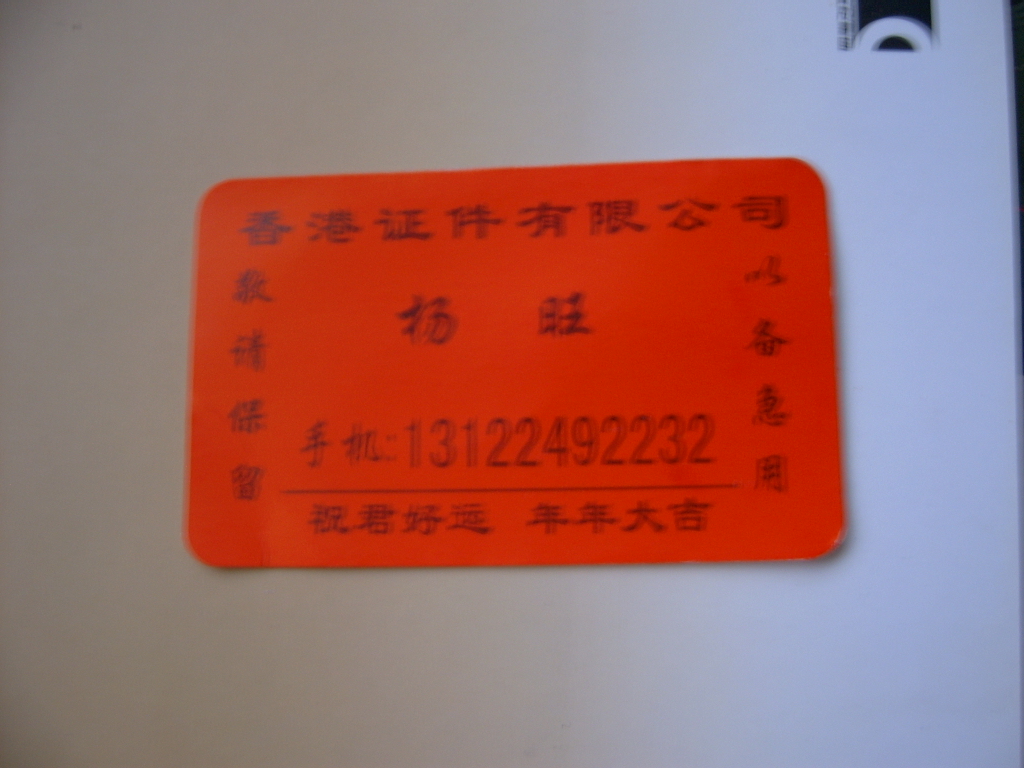 香港证件有限公司
敬请保留
杨 旺
以备急用
手机:13122492232
祝君好运 年年大吉